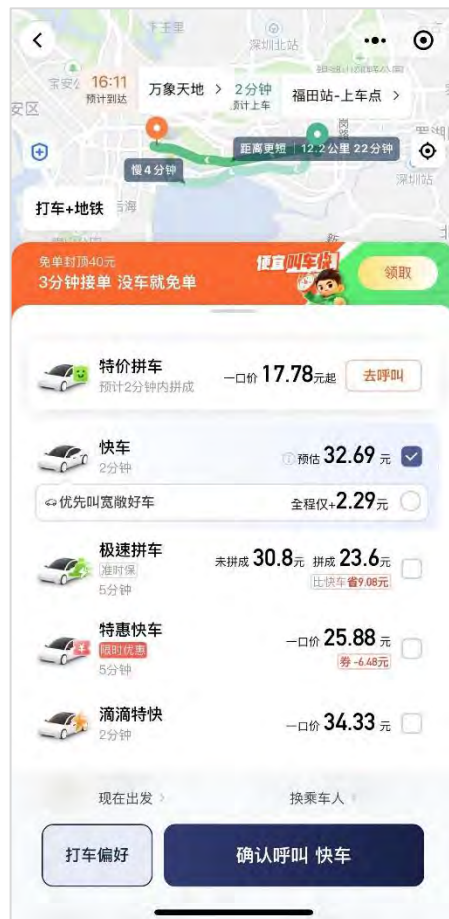 下王里
深圳北站
宝安
16:11
预计到达
万象天地 >
2分钟
预计上车
福田站-上车点 >
安区
岗
路
罗湖
距离更短 | 12.2公里 22分钟
慢4分钟
深圳站
打车+地铁
后海
新
免单封顶40元
3分钟接单 没车就免单
便宜叫车
领取
特价拼车
预计2分钟内拼成
一口价 17.78元起
去呼叫
快车
2分钟
预估 32.69 元
优先叫宽敞好车
全程仅+2.29元
极速拼车
准时保
5分钟
未拼成 30.8元 拼成 23.6元
比快车省9.08元
特惠快车
限时优惠
5分钟
一口价 25.88 元
券 -6.48元
滴滴特快
2分钟
一口价 34.33 元
现在出发 >
换乘车人
打车偏好
确认呼叫 快车